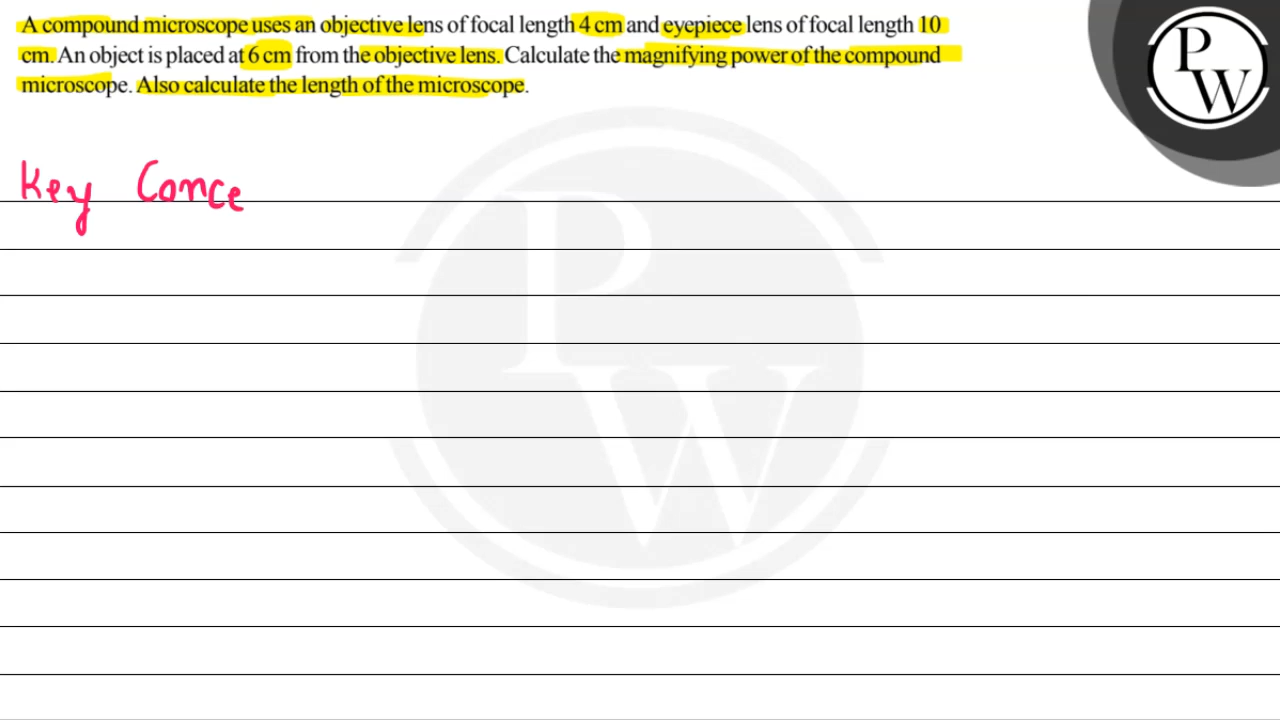 A compound microscope uses an objective lens of focal length 4 cm and eyepiece lens of focal length 10
cm. An object is placed at 6 cm from the objective lens. Calculate the magnifying power of the compound
microscope. Also calculate the length of the microscope.
P
W
Key Conce
P
W